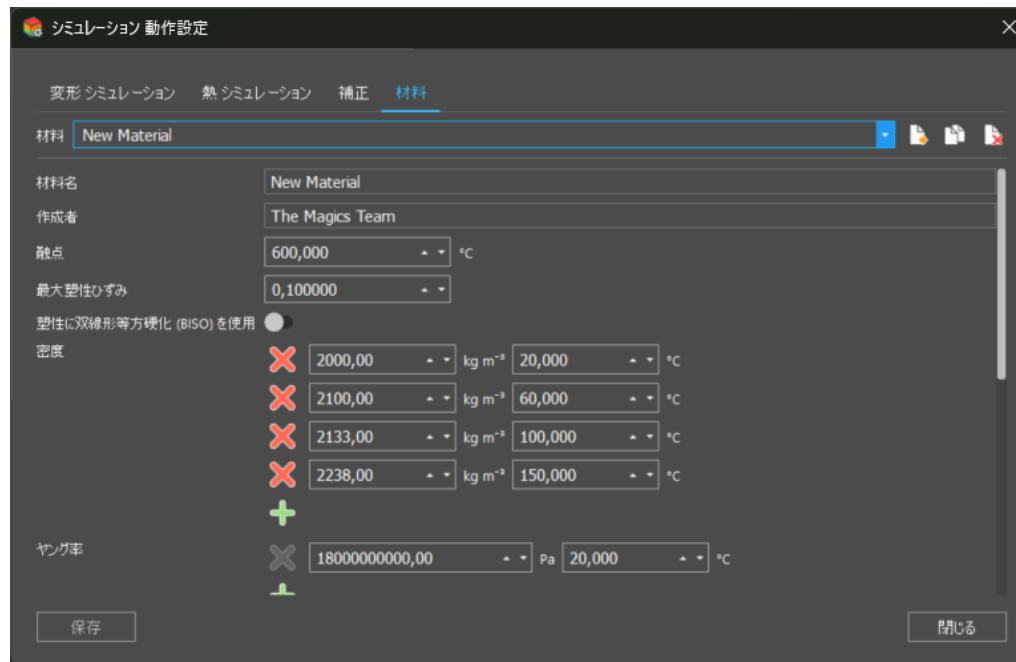 シミュレーション 動作設定
変形 シミュレーション 熱 シミュレーション 補正 材料
材料 New Material
材料名 New Material
作成者 The Magics Team
融点 600,000 °C
最大塑性ひずみ 0,100000
塑性に双線形等方硬化 (BISO) を使用
密度 2000,00 kg m⁻³ 20,000 °C
2100,00 kg m⁻³ 60,000 °C
2133,00 kg m⁻³ 100,000 °C
2238,00 kg m⁻³ 150,000 °C
ヤング率 18000000000,00 Pa 20,000 °C
保存 閉じる